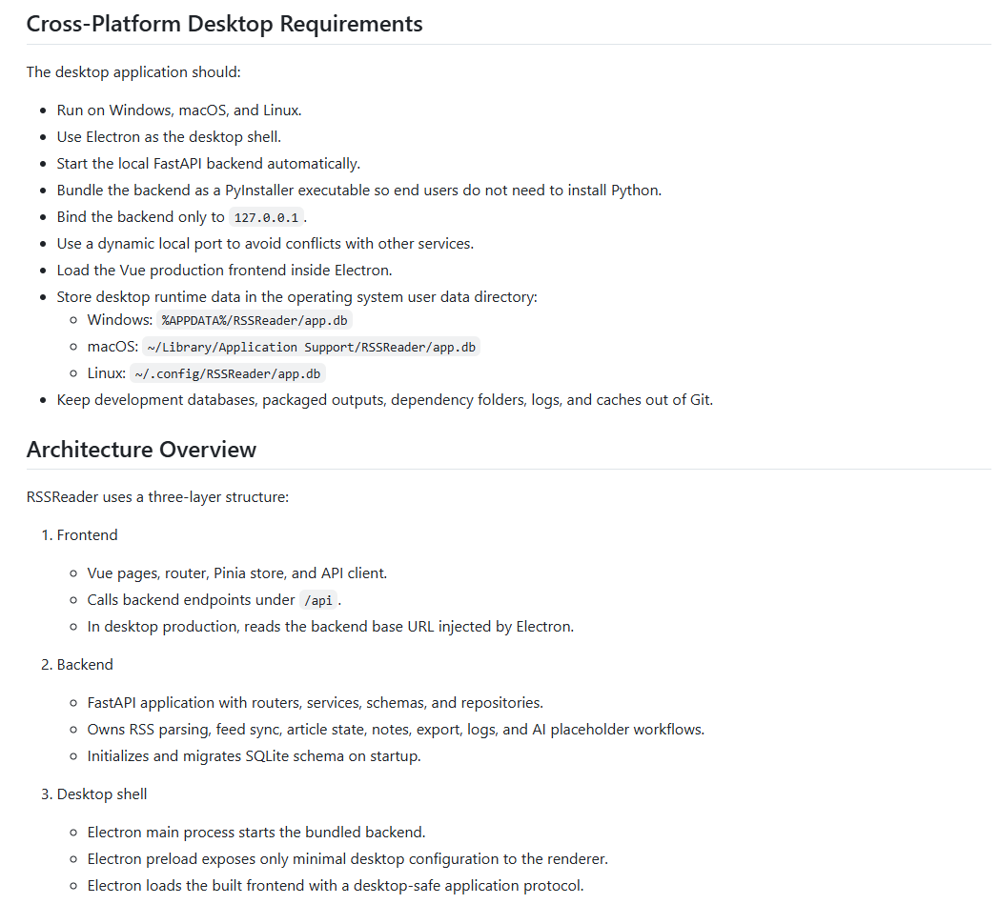 Cross-Platform Desktop Requirements
The desktop application should:
Run on Windows, macOS, and Linux.
Use Electron as the desktop shell.
Start the local FastAPI backend automatically.
Bundle the backend as a PyInstaller executable so end users do not need to install Python.
Bind the backend only to 127.0.0.1.
Use a dynamic local port to avoid conflicts with other services.
Load the Vue production frontend inside Electron.
Store desktop runtime data in the operating system user data directory:
Windows: %APPDATA%/RSSReader/app.db
macOS: ~/Library/Application Support/RSSReader/app.db
Linux: ~/.config/RSSReader/app.db
Keep development databases, packaged outputs, dependency folders, logs, and caches out of Git.
Architecture Overview
RSSReader uses a three-layer structure:
1. Frontend
Vue pages, router, Pinia store, and API client.
Calls backend endpoints under /api.
In desktop production, reads the backend base URL injected by Electron.
2. Backend
FastAPI application with routers, services, schemas, and repositories.
Owns RSS parsing, feed sync, article state, notes, export, logs, and AI placeholder workflows.
Initializes and migrates SQLite schema on startup.
3. Desktop shell
Electron main process starts the bundled backend.
Electron preload exposes only minimal desktop configuration to the renderer.
Electron loads the built frontend with a desktop-safe application protocol.